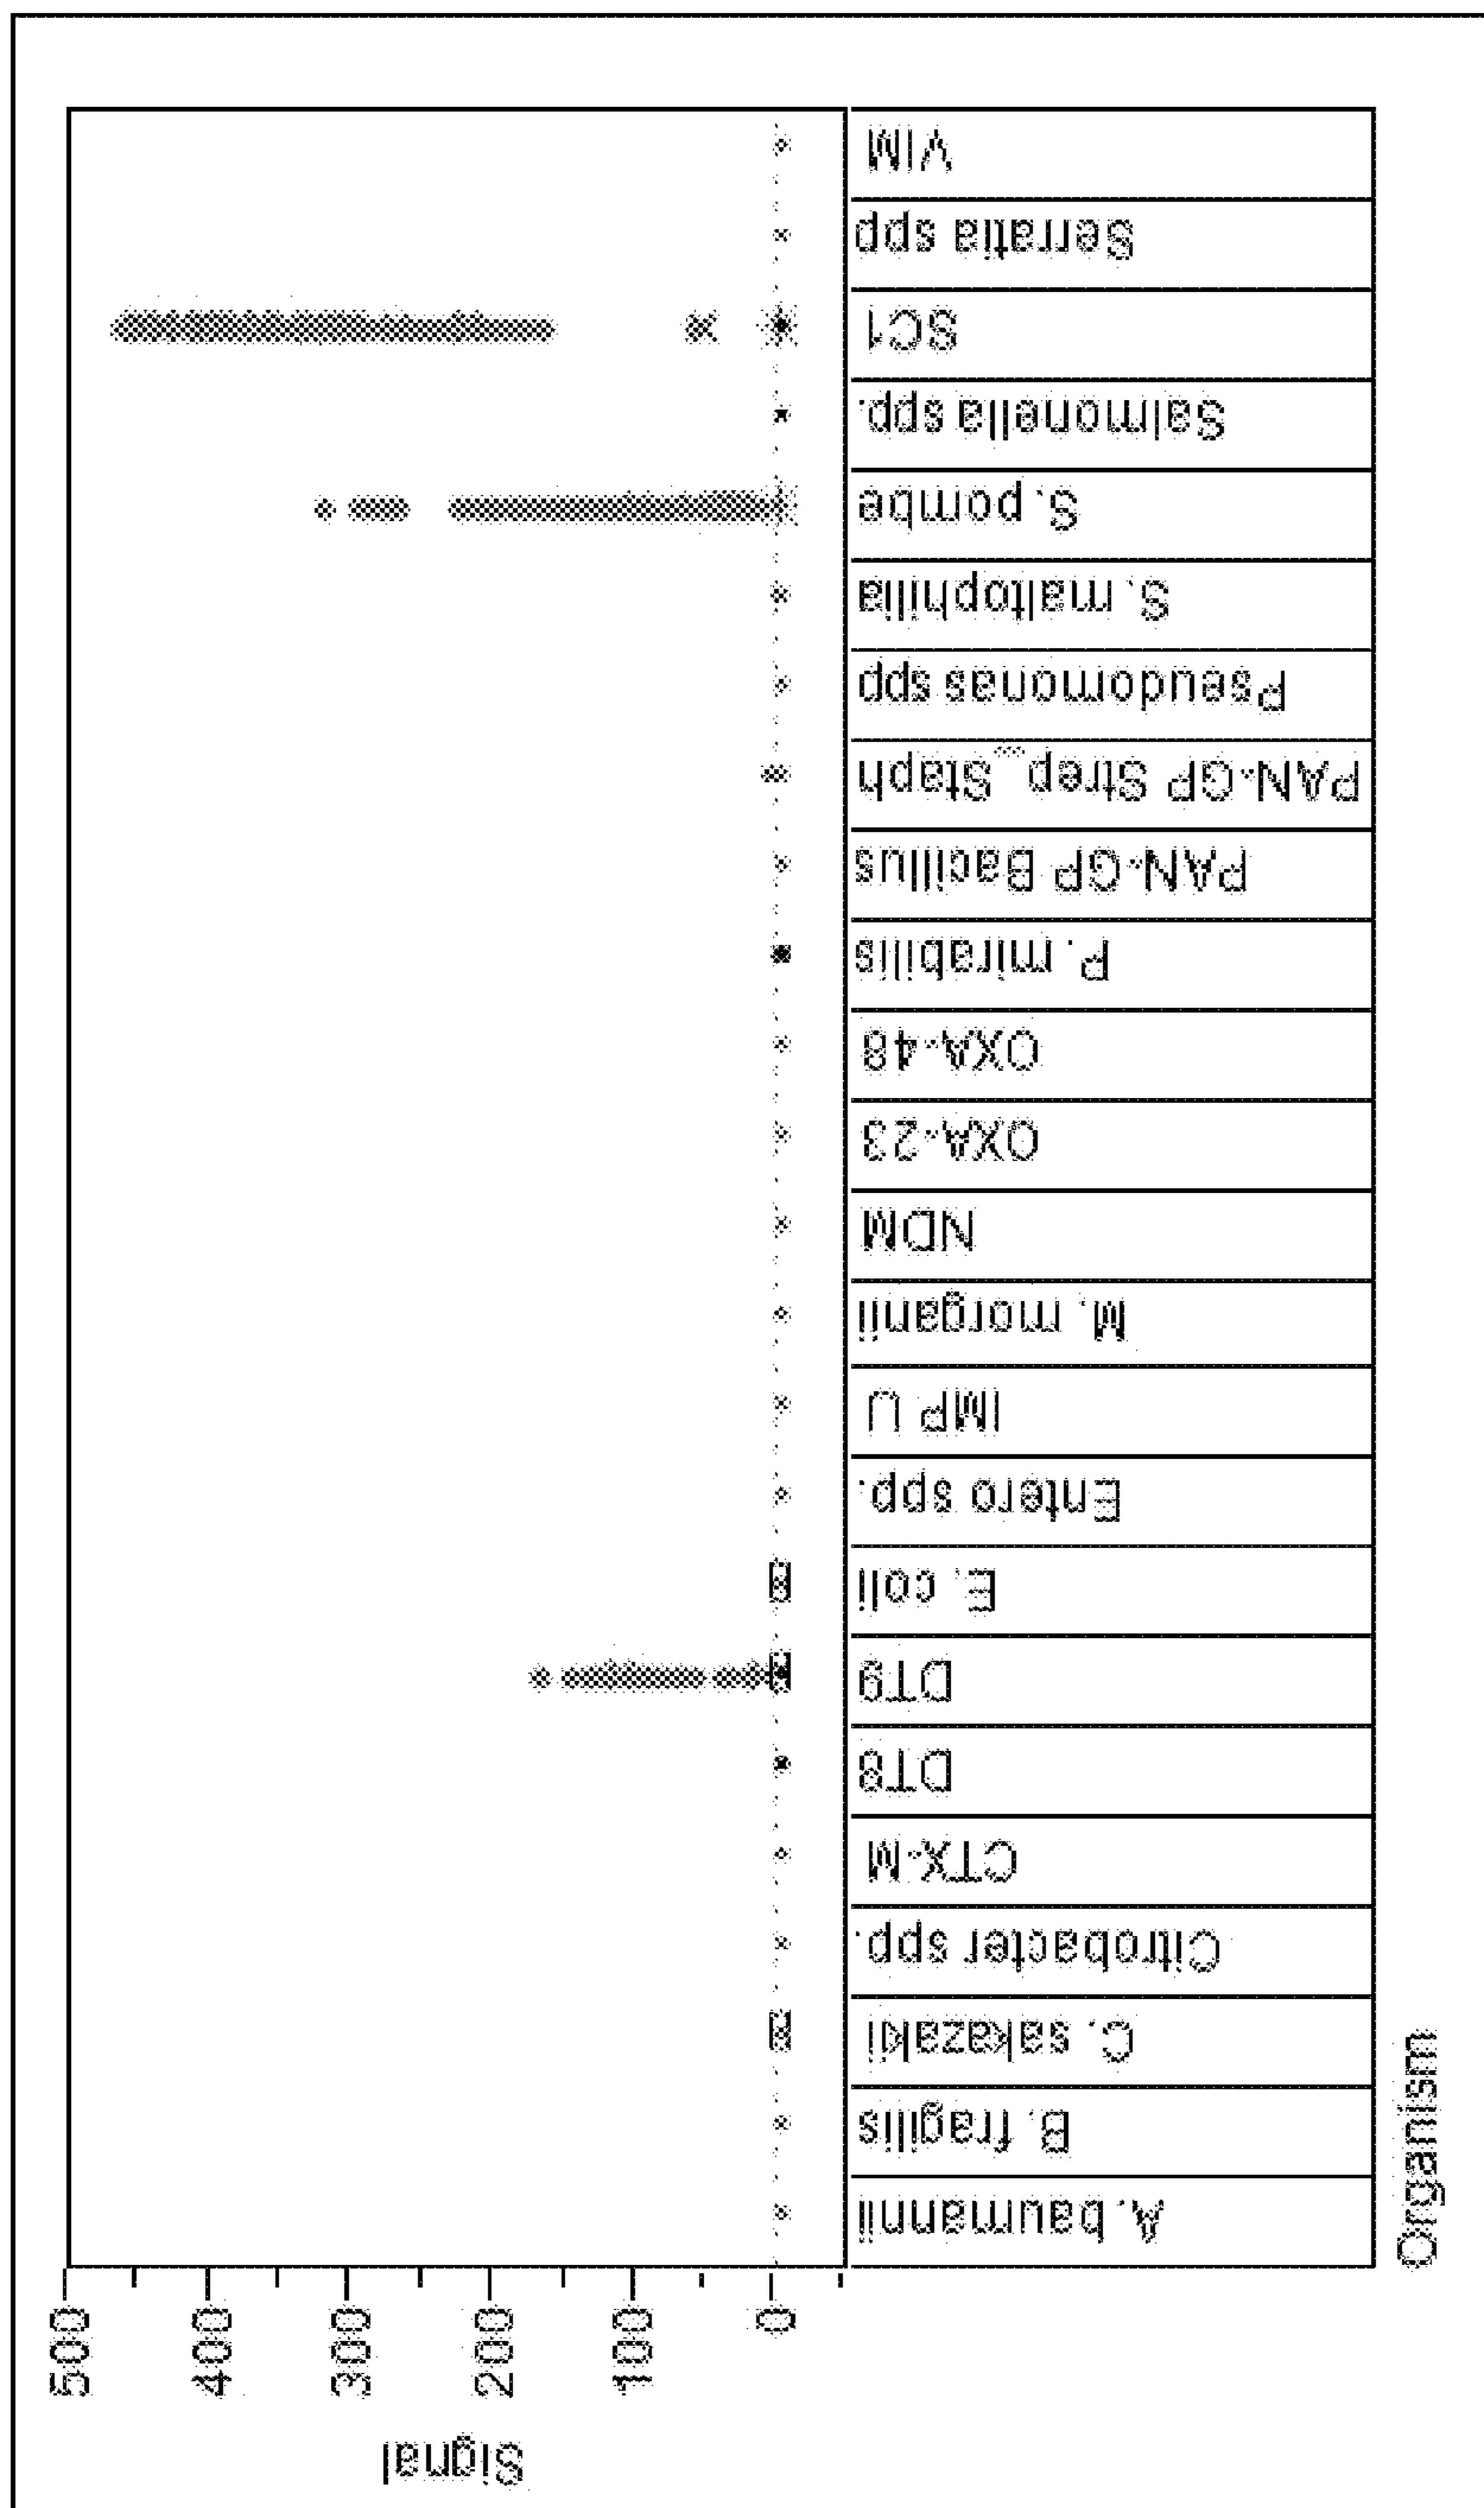 Signal
500
400
300
200
100
0
A. baumannii
B. fragilis
C. sakazaki
Citrobacter spp.
CTX-M
DT8
DT9
E. coli
Entero spp.
IMP U
M. morganii
NDM
OXA-23
OXA-48
P. mirabilis
PAN-GP Bacillus
PAN-GP Strep_Staph
Pseudomonas spp
S. maltophilia
S. pombe
Salmonella spp.
SC1
Serratia spp
VIM
Organism